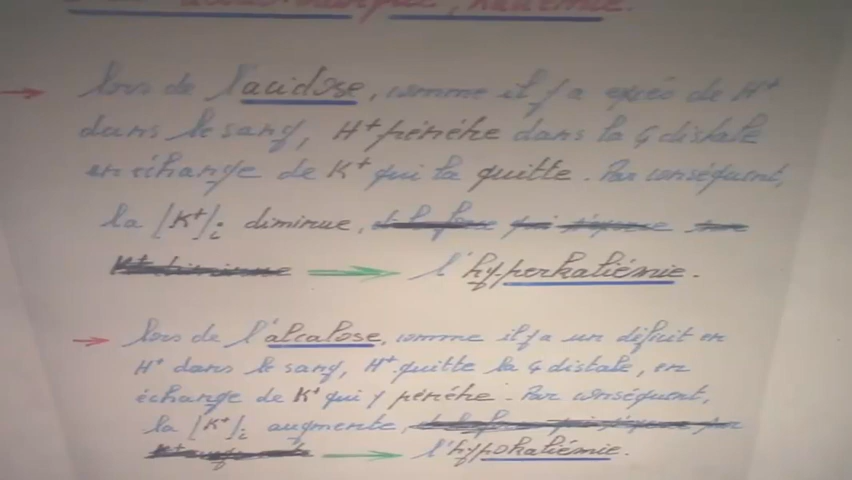 , kaliémie.
→ lors de l'acidose, comme il y a excès de H⁺
dans le sang, H⁺ pénètre dans la ç distale
en échange de K⁺ qui la quitte. Par conséquent,
la [K⁺]i diminue,
→ l'hyperkaliémie.
→ lors de l'alcalose, comme il y a un déficit en
H⁺ dans le sang, H⁺ quitte la ç distale, en
échange de K⁺ qui y pénètre. Par conséquent,
la [K⁺]i augmente,
→ l'hypokaliémie.